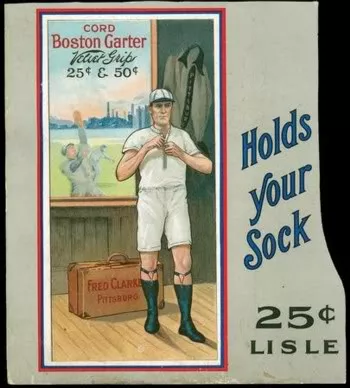 CORD
Boston Garter
Velvet Grip
25¢ & 50¢
FRED CLARKE
PITTSBURG
Holds
your
Sock
25¢
LISLE